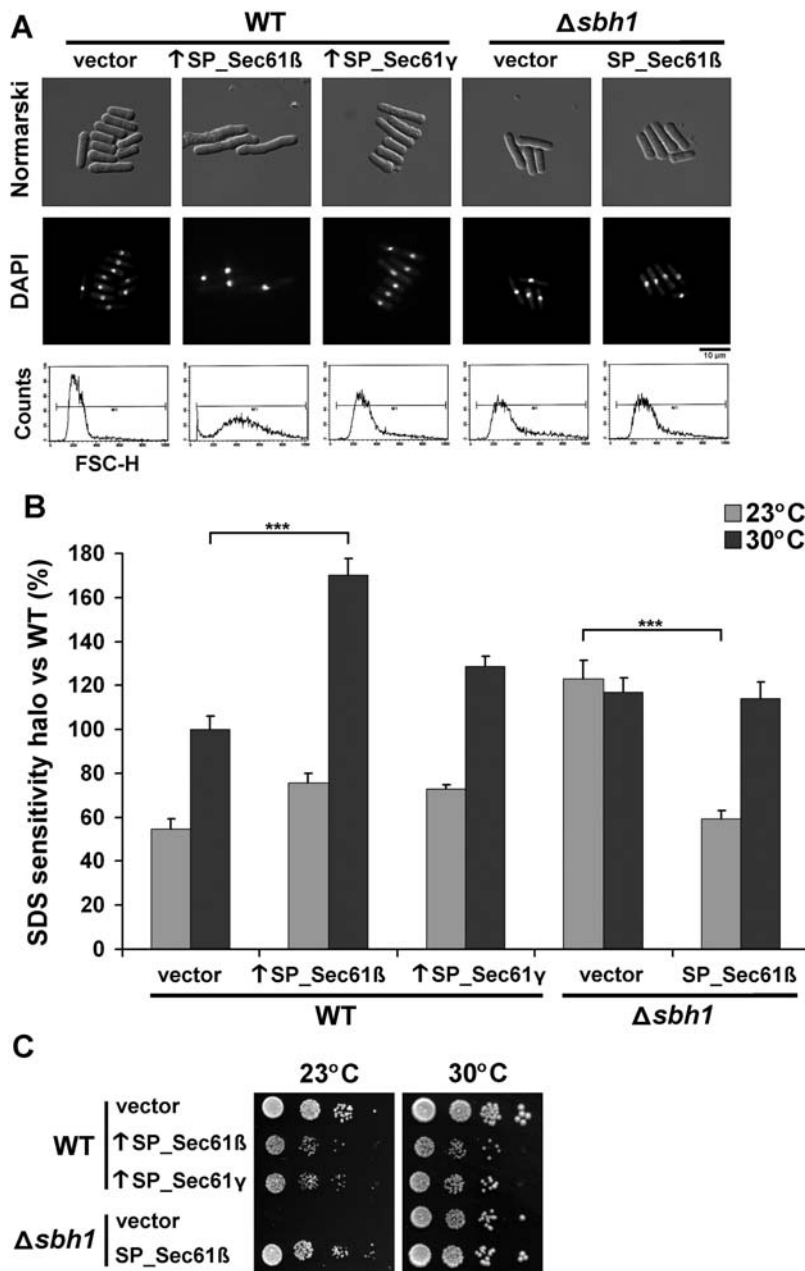 A
WT
Δsbh1
vector
↑SP_Sec61ß
↑SP_Sec61γ
vector
SP_Sec61ß
Normarski
DAPI
10 μm
Counts
FSC-H
B
SDS sensitivity halo vs WT (%)
23°C
30°C
***
***
180
160
140
120
100
80
60
40
20
0
vector
↑SP_Sec61ß
↑SP_Sec61γ
vector
SP_Sec61ß
WT
Δsbh1
C
23°C
30°C
WT
vector
↑SP_Sec61ß
↑SP_Sec61γ
Δsbh1
vector
SP_Sec61ß